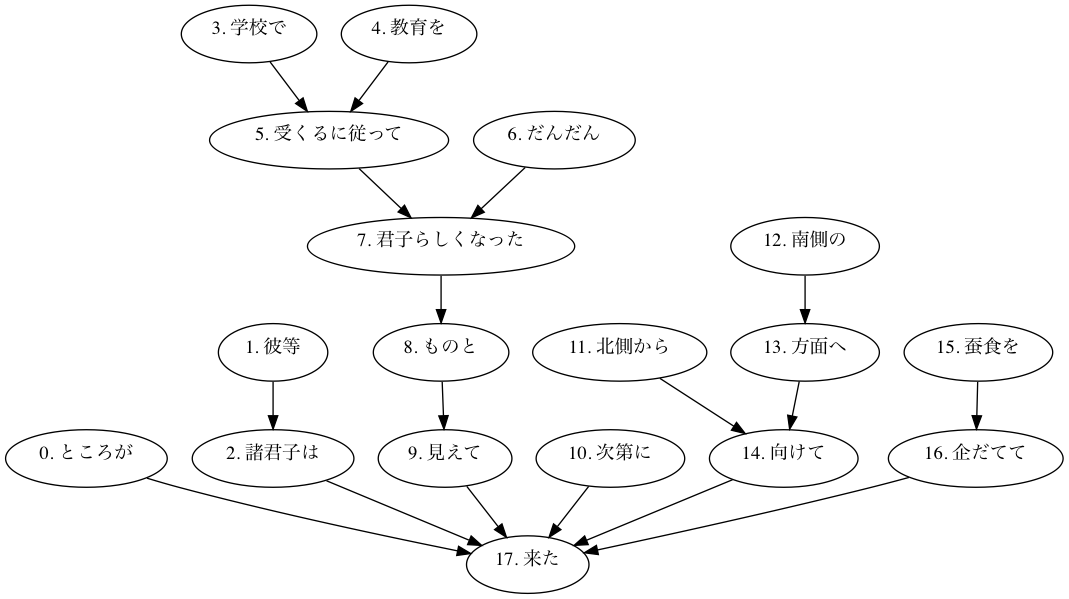 3. 学校で
4. 教育を
5. 受くるに従って
6. だんだん
7. 君子らしくなった
12. 南側の
1. 彼等
8. ものと
11. 北側から
13. 方面へ
15. 蚕食を
0. ところが
2. 諸君子は
9. 見えて
10. 次第に
14. 向けて
16. 企だてて
17. 来た